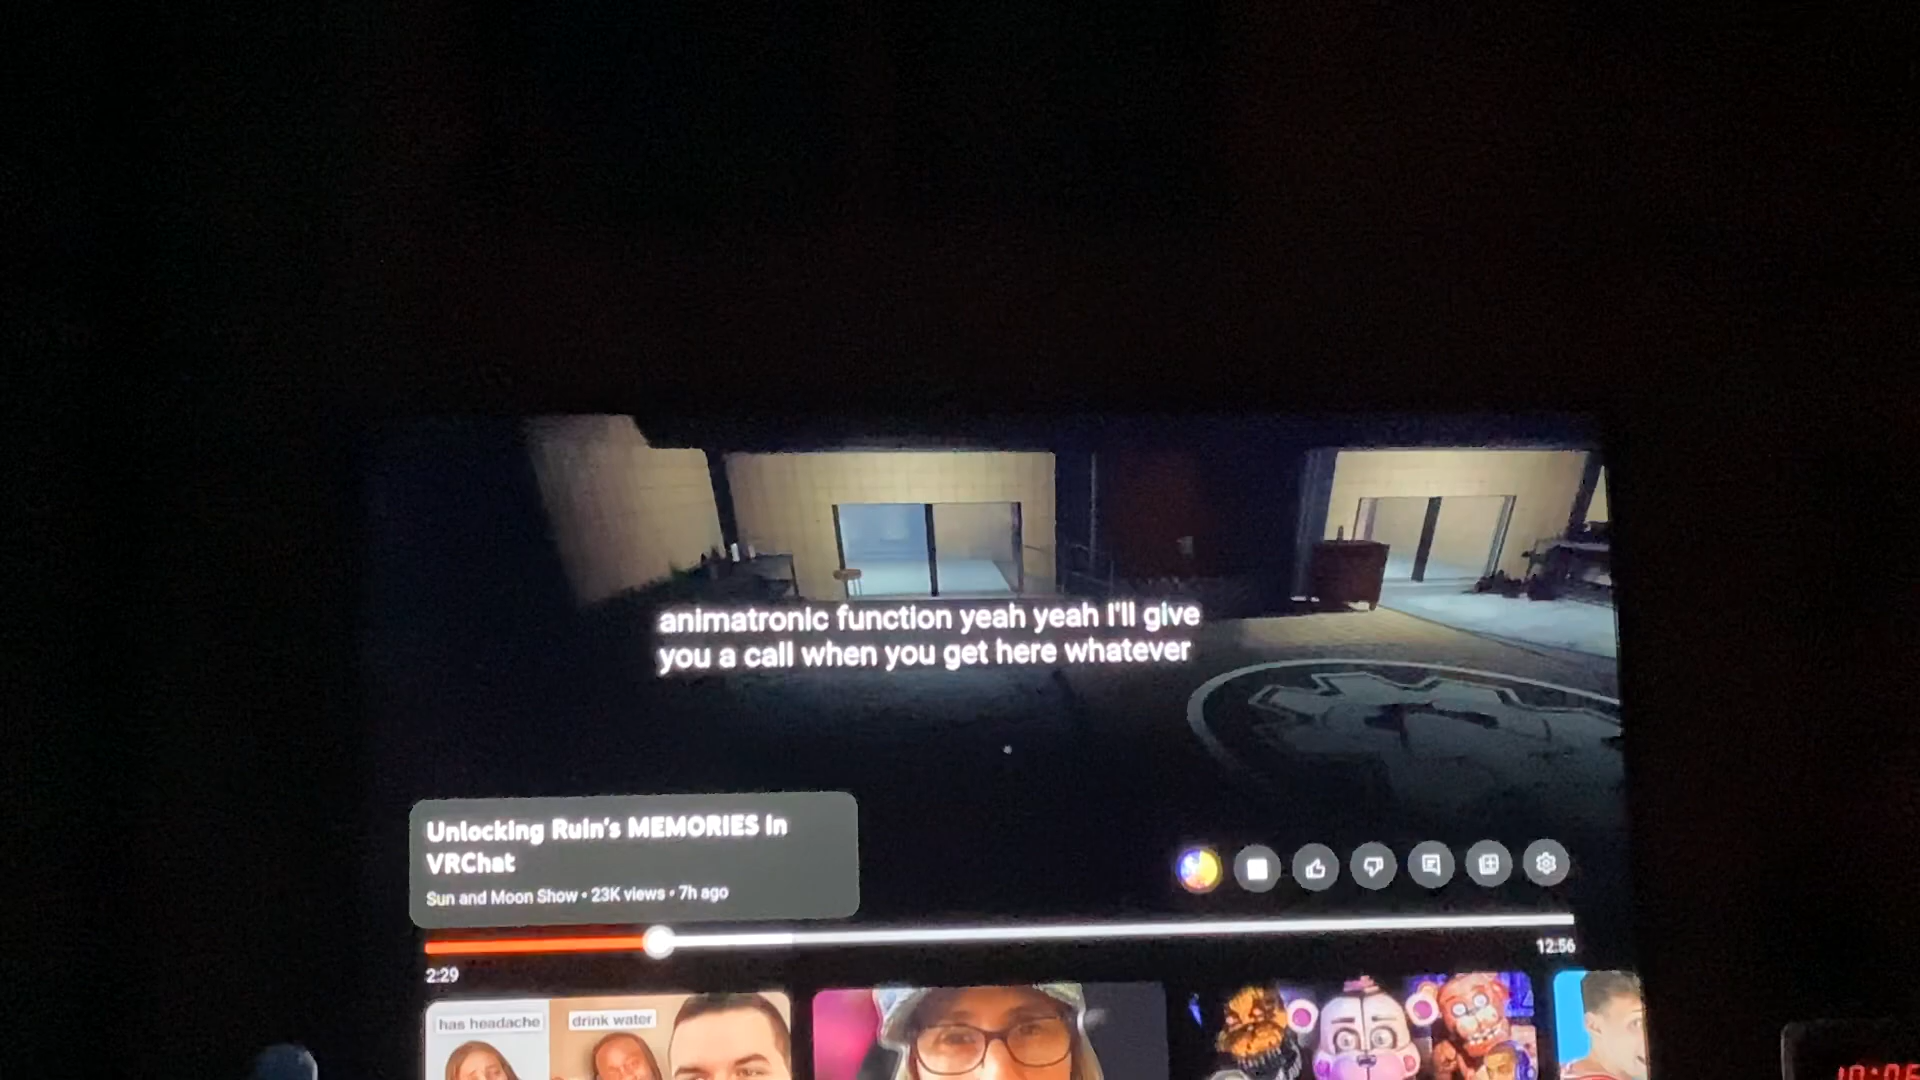 animatronic function yeah yeah I'll give
you a call when you get here whatever
Unlocking Ruin's MEMORIES in
VRChat
Sun and Moon Show • 23K views • 7h ago
2:29
12:56
has headache
drink water